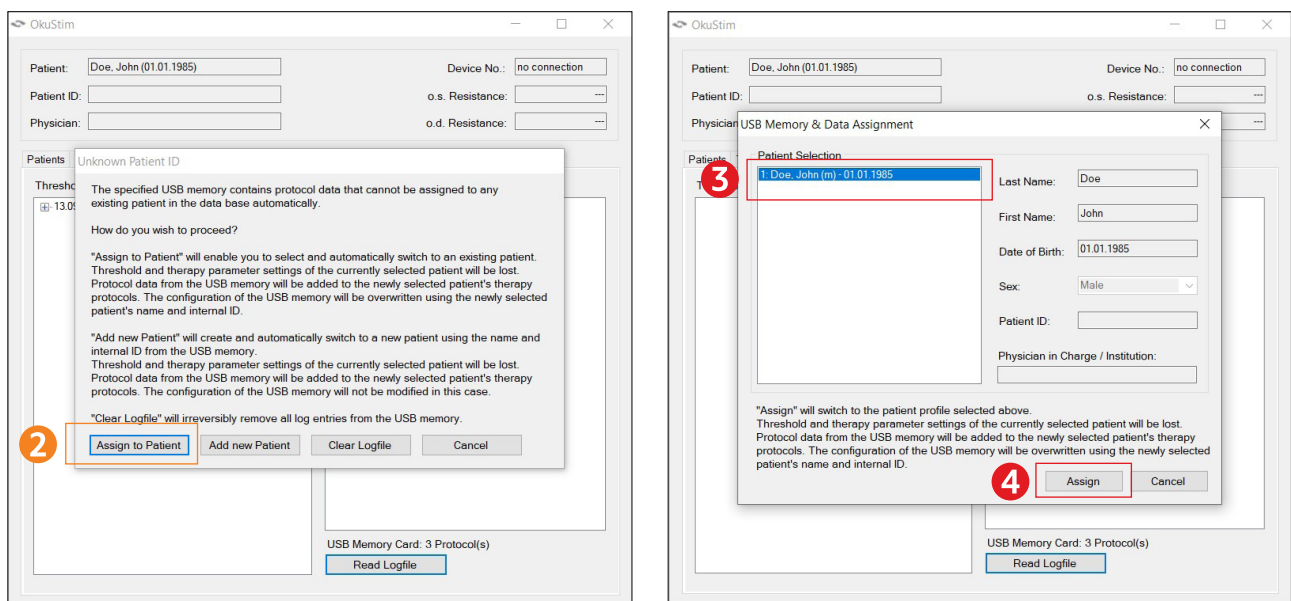 OkuStim
Patient: Doe, John (01.01.1985) Device No.: no connection
Patient ID: o.s. Resistance: ---
Physician: o.d. Resistance: ---
Patients
Unknown Patient ID
Thresho
13.09
The specified USB memory contains protocol data that cannot be assigned to any
existing patient in the data base automatically.
How do you wish to proceed?
"Assign to Patient" will enable you to select and automatically switch to an existing patient.
Threshold and therapy parameter settings of the currently selected patient will be lost.
Protocol data from the USB memory will be added to the newly selected patient's therapy
protocols. The configuration of the USB memory will be overwritten using the newly selected
patient's name and internal ID.
"Add new Patient" will create and automatically switch to a new patient using the name and
internal ID from the USB memory.
Threshold and therapy parameter settings of the currently selected patient will be lost.
Protocol data from the USB memory will be added to the newly selected patient's therapy
protocols. The configuration of the USB memory will not be modified in this case.
"Clear Logfile" will irreversibly remove all log entries from the USB memory.
2 Assign to Patient Add new Patient Clear Logfile Cancel
USB Memory Card: 3 Protocol(s)
Read Logfile
OkuStim
Patient: Doe, John (01.01.1985) Device No.: no connection
Patient ID: o.s. Resistance: ---
Physician o.d. Resistance: ---
USB Memory & Data Assignment
Patients
Patient Selection
3 1: Doe, John (m) - 01.01.1985
Last Name: Doe
First Name: John
Date of Birth: 01.01.1985
Sex: Male
Patient ID:
Physician in Charge / Institution:
"Assign" will switch to the patient profile selected above.
Threshold and therapy parameter settings of the currently selected patient will be lost.
Protocol data from the USB memory will be added to the newly selected patient's therapy
protocols. The configuration of the USB memory will be overwritten using the newly selected
patient's name and internal ID.
4 Assign Cancel
USB Memory Card: 3 Protocol(s)
Read Logfile